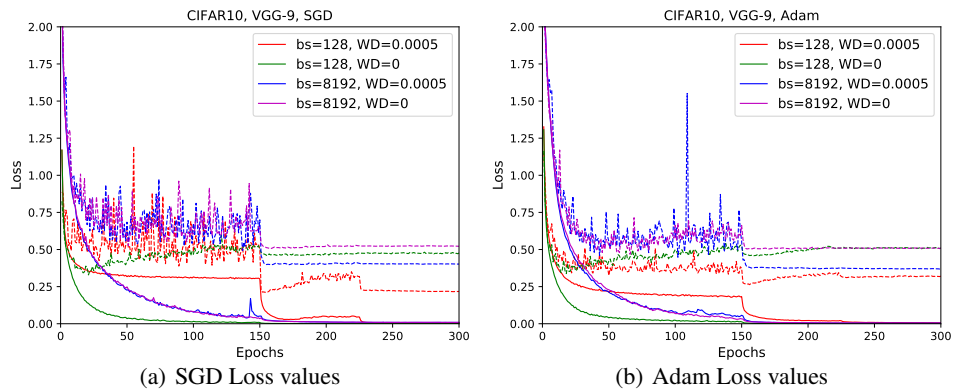 CIFAR10, VGG-9, SGD
2.00
1.75
1.50
1.25
1.00
0.75
0.50
0.25
0.00
Loss
bs=128, WD=0.0005
bs=128, WD=0
bs=8192, WD=0.0005
bs=8192, WD=0
0 50 100 150 200 250 300
Epochs
(a) SGD Loss values
CIFAR10, VGG-9, Adam
2.00
1.75
1.50
1.25
1.00
0.75
0.50
0.25
0.00
Loss
bs=128, WD=0.0005
bs=128, WD=0
bs=8192, WD=0.0005
bs=8192, WD=0
0 50 100 150 200 250 300
Epochs
(b) Adam Loss values